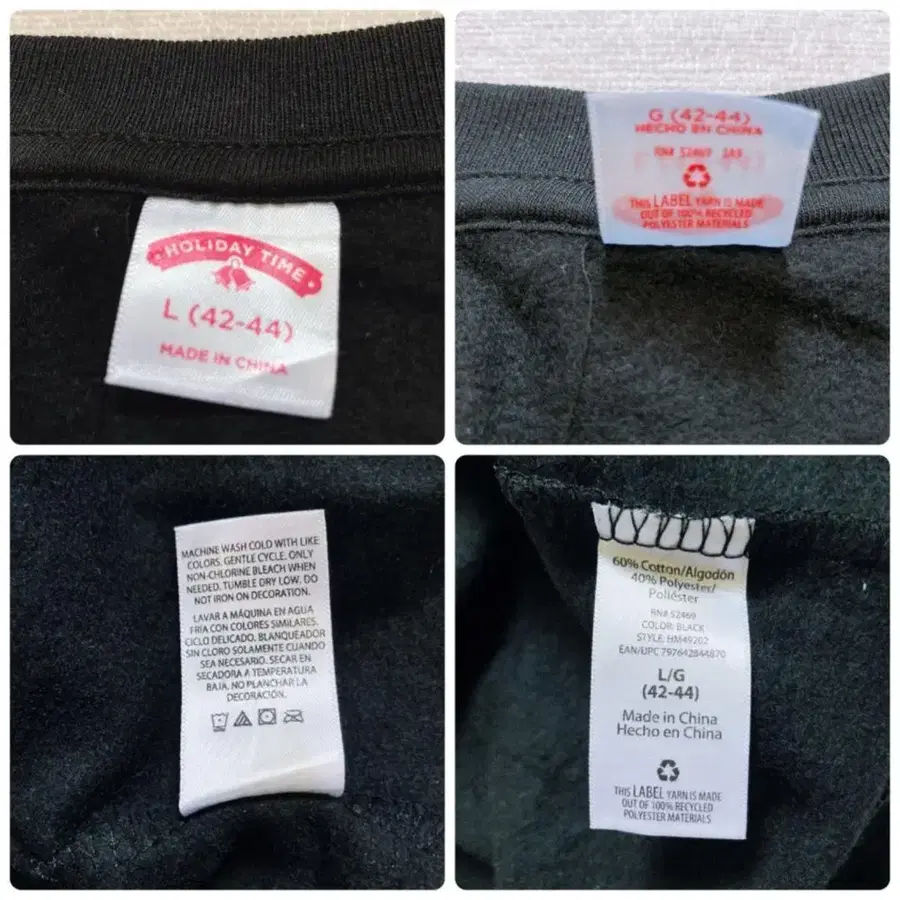 HOLIDAY TIME
L (42-44)
MADE IN CHINA
G (42-44)
HECHO EN CHINA
RN# 52469
THIS LABEL YARN IS MADE
OUT OF 100% RECYCLED
POLYESTER MATERIALS
MACHINE WASH COLD WITH LIKE
COLORS. GENTLE CYCLE. ONLY
NON-CHLORINE BLEACH WHEN
NEEDED. TUMBLE DRY LOW. DO
NOT IRON ON DECORATION.
LAVAR A MÁQUINA EN AGUA
FRÍA CON COLORES SIMILARES.
CICLO DELICADO. BLANQUEADOR
SIN CLORO SOLAMENTE CUANDO
SEA NECESARIO. SECAR EN
SECADORA A TEMPERATURA
BAJA. NO PLANCHAR LA
DECORACIÓN.
60% Cotton/Algodón
40% Polyester/
Poliéster
RN# 52469
COLOR: BLACK
STYLE: HM49202
EAN/UPC 797642844870
L/G
(42-44)
Made in China
Hecho en China
THIS LABEL YARN IS MADE
OUT OF 100% RECYCLED
POLYESTER MATERIALS